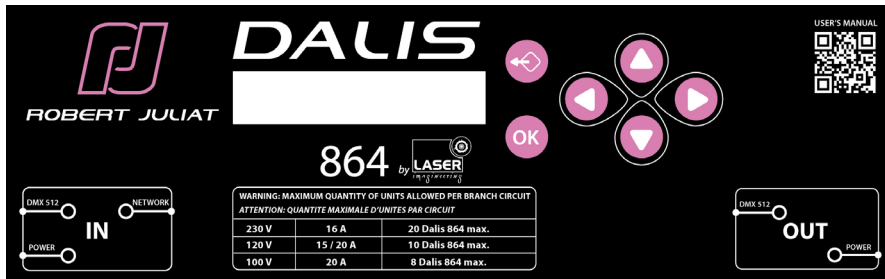 USER'S MANUAL
DALIS
ROBERT JULIAT
OK
864 by LASER
imagineering
DMX 512
NETWORK
IN
POWER
WARNING: MAXIMUM QUANTITY OF UNITS ALLOWED PER BRANCH CIRCUIT
ATTENTION: QUANTITE MAXIMALE D'UNITES PAR CIRCUIT
230 V 16 A 20 Dalis 864 max.
120 V 15 / 20 A 10 Dalis 864 max.
100 V 20 A 8 Dalis 864 max.
DMX 512
OUT
POWER